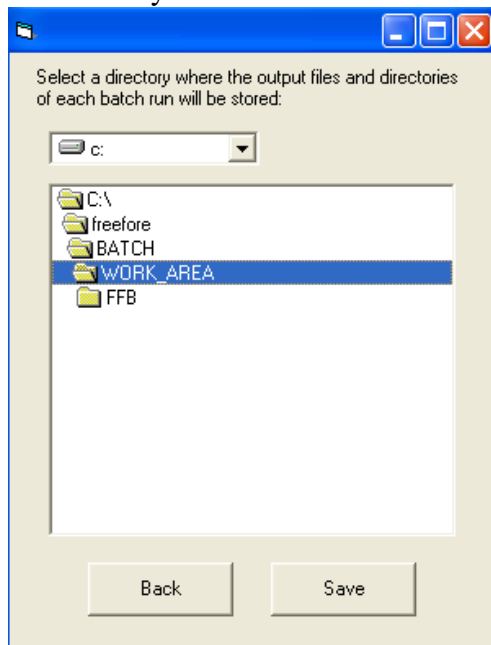 Select a directory where the output files and directories
of each batch run will be stored:
c:
C:\
freefore
BATCH
WORK_AREA
FFB
Back
Save